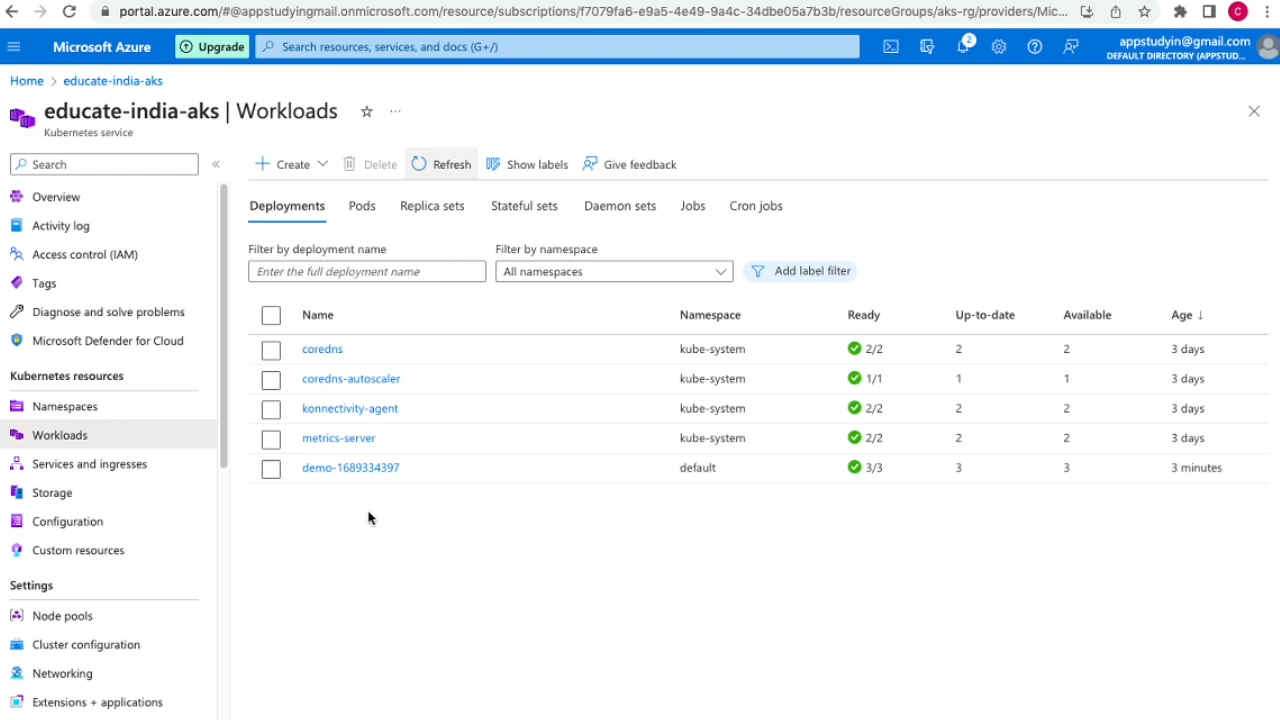 portal.azure.com/#@appstudyingmail.onmicrosoft.com/resource/subscriptions/f7079fa6-e9a5-4e49-9a4c-34dbe05a7b3b/resourceGroups/aks-rg/providers/Mic... C
Microsoft Azure Upgrade Search resources, services, and docs (G+/) 2 appstudyin@gmail.com
DEFAULT DIRECTORY (APPSTUD...
Home > educate-india-aks
educate-india-aks | Workloads ...
Kubernetes service
Search «
Create Delete Refresh Show labels Give feedback
Overview
Activity log
Access control (IAM)
Tags
Diagnose and solve problems
Microsoft Defender for Cloud
Kubernetes resources
Namespaces
Workloads
Services and ingresses
Storage
Configuration
Custom resources
Settings
Node pools
Cluster configuration
Networking
Extensions + applications
Deployments Pods Replica sets Stateful sets Daemon sets Jobs Cron jobs
Filter by deployment name Filter by namespace
Enter the full deployment name All namespaces Add label filter
Name Namespace Ready Up-to-date Available Age ↓
coredns kube-system 2/2 2 2 3 days
coredns-autoscaler kube-system 1/1 1 1 3 days
konnectivity-agent kube-system 2/2 2 2 3 days
metrics-server kube-system 2/2 2 2 3 days
demo-1689334397 default 3/3 3 3 3 minutes